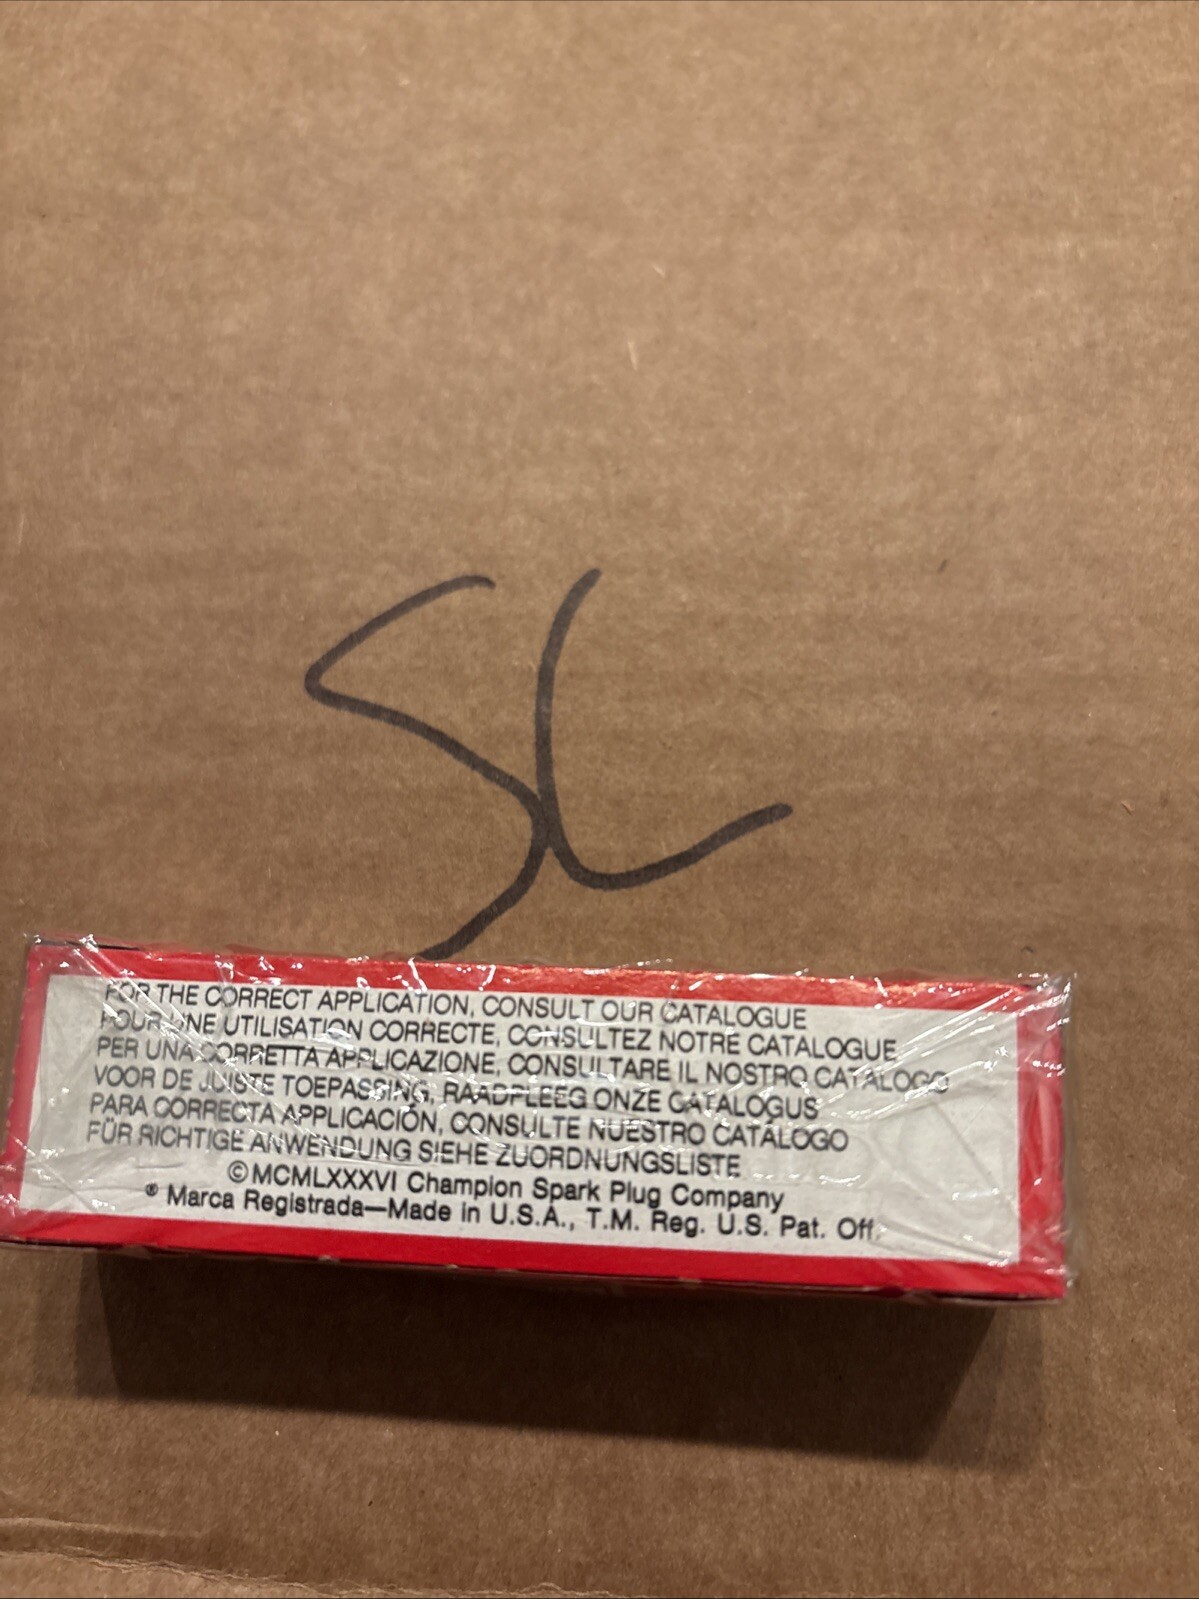 SL
FOR THE CORRECT APPLICATION, CONSULT OUR CATALOGUE
POUR UNE UTILISATION CORRECTE, CONSULTEZ NOTRE CATALOGUE
PER UNA CORRETTA APPLICAZIONE, CONSULTARE IL NOSTRO CATALOGO
VOOR DE JUISTE TOEPASSING, RAADPLEEG ONZE CATALOGUS
PARA CORRECTA APPLICACIÓN, CONSULTE NUESTRO CATÁLOGO
FÜR RICHTIGE ANWENDUNG SIEHE ZUORDNUNGSLISTE
©MCMLXXXVI Champion Spark Plug Company
® Marca Registrada—Made in U.S.A., T.M. Reg. U.S. Pat. Off.